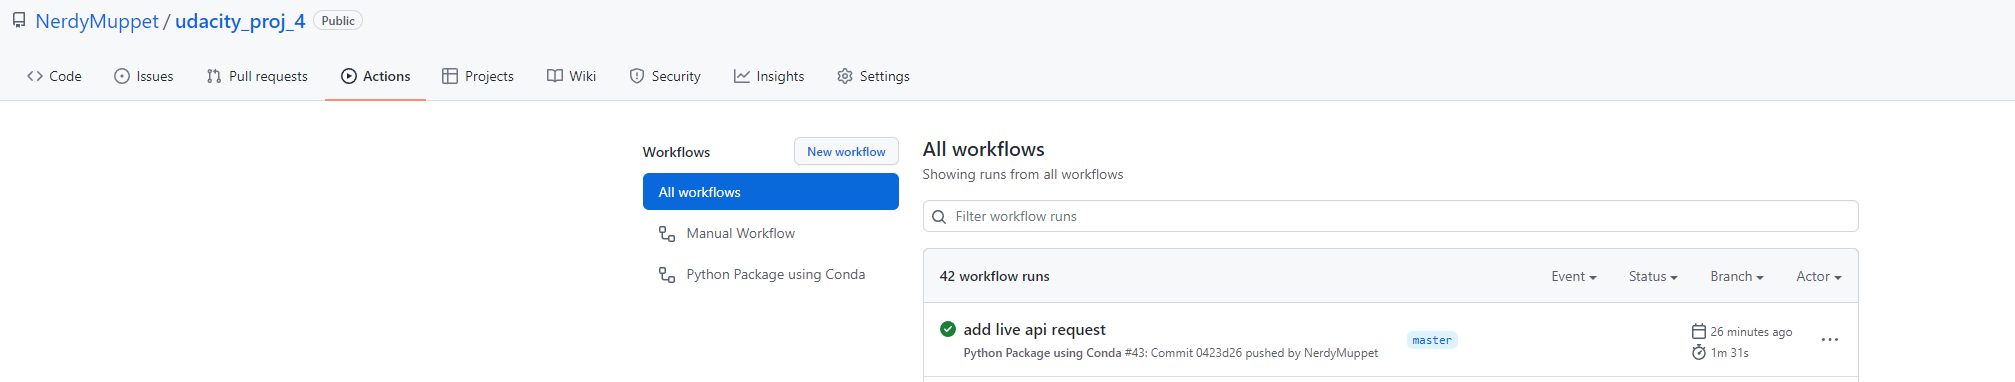 NerdyMuppet / udacity_proj_4 Public
Code Issues Pull requests Actions Projects Wiki Security Insights Settings
Workflows New workflow
All workflows
Manual Workflow
Python Package using Conda
All workflows
Showing runs from all workflows
Filter workflow runs
42 workflow runs Event Status Branch Actor
add live api request
Python Package using Conda #43: Commit 0423d26 pushed by NerdyMuppet
master
26 minutes ago
1m 31s